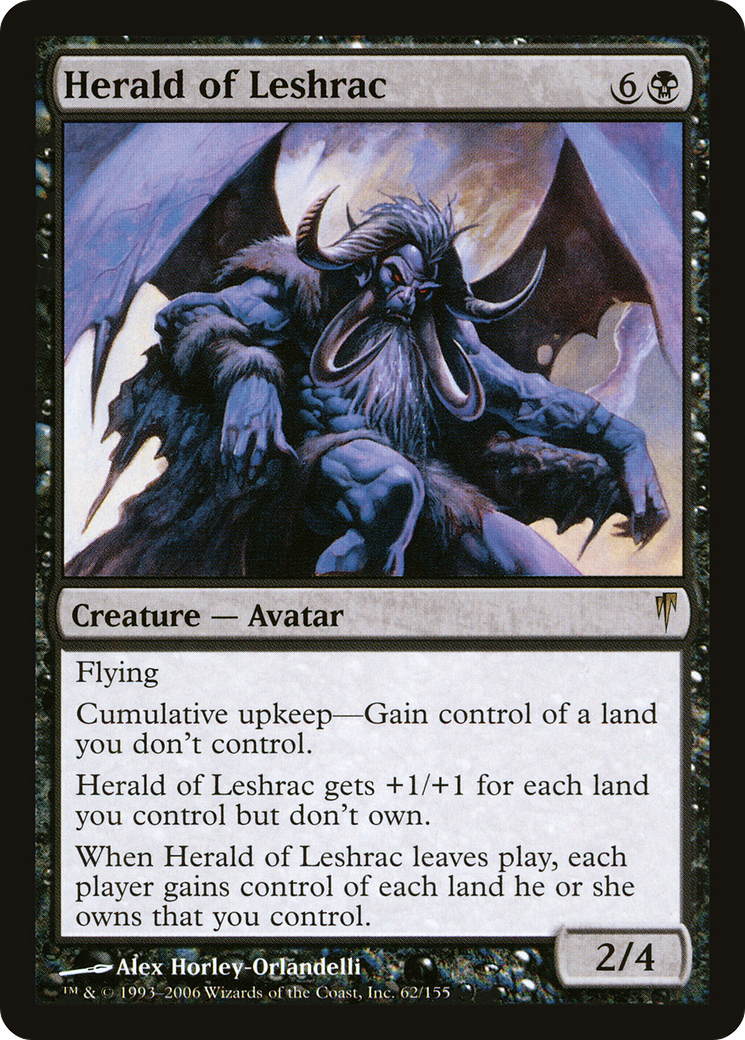 Herald of Leshrac 6
Creature — Avatar
Flying
Cumulative upkeep—Gain control of a land
you don't control.
Herald of Leshrac gets +1/+1 for each land
you control but don't own.
When Herald of Leshrac leaves play, each
player gains control of each land he or she
owns that you control.
2/4
Alex Horley-Orlandelli
™ & © 1993–2006 Wizards of the Coast, Inc. 62/155